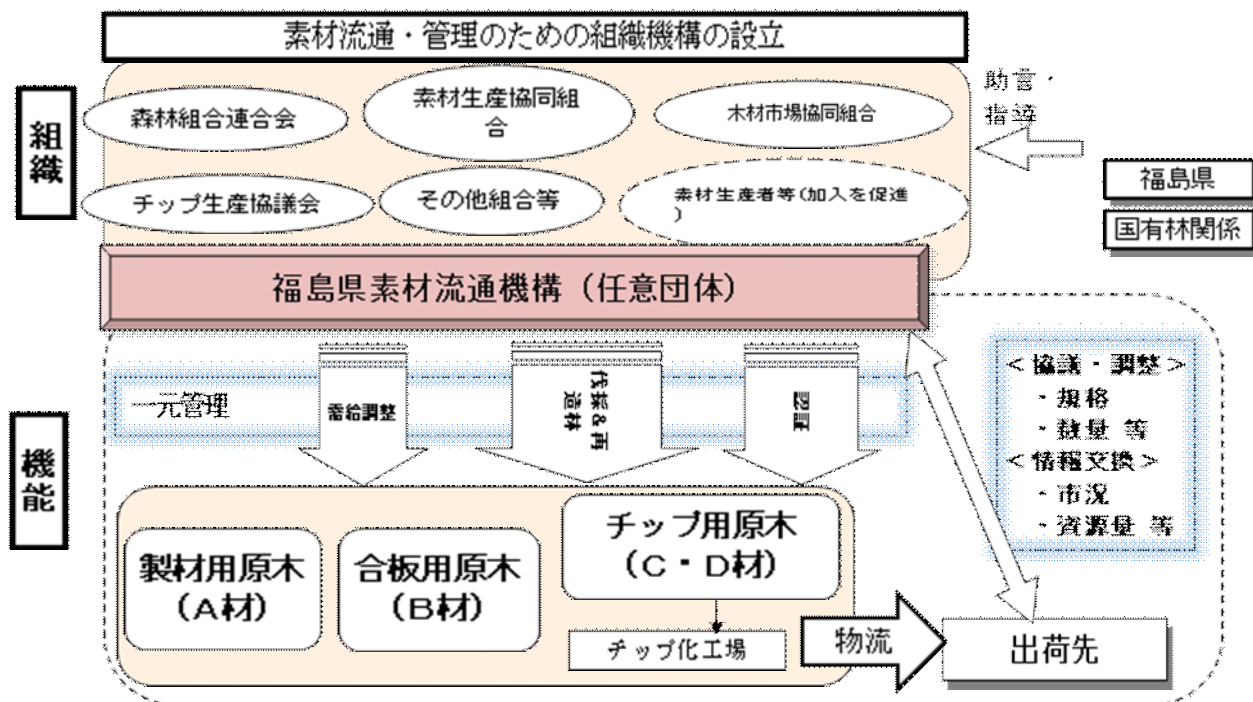 素材流通・管理のための組織機構の設立
組織
森林組合連合会
素材生産協同組
合
木材市場協同組合
チップ生産協議会
その他組合等
素材生産者等(加入を促進
)
助言・
指導
福島県
国有林関係
福島県素材流通機構（任意団体）
機能
一元管理
需給調整
伐採&再
造林
認証
<協議・調整>
・規格
・数量 等
<情報交換>
・市況
・資源量 等
製材用原木
(A材)
合板用原木
(B材)
チップ用原木
(C・D材)
チップ化工場
物流
出荷先